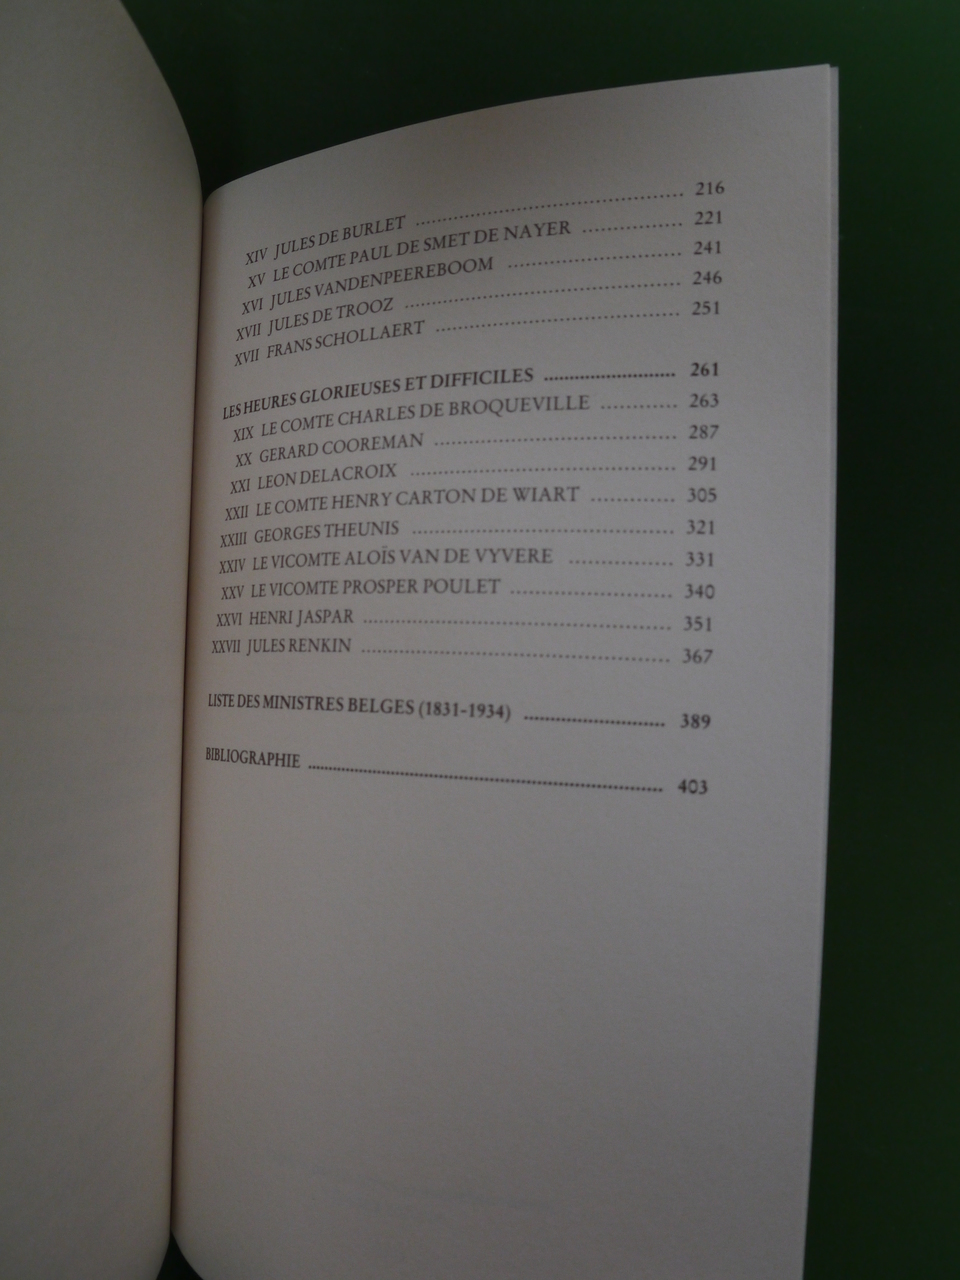 XIV JULES DE BURLET ........ 216
XV LE COMTE PAUL DE SMET DE NAYER ........ 221
XVI JULES VANDENPEEREBOOM ........ 241
XVII JULES DE TROOZ ........ 246
XVII FRANS SCHOLLAERT ........ 251
LES HEURES GLORIEUSES ET DIFFICILES ........ 261
XIX LE COMTE CHARLES DE BROQUEVILLE ........ 263
XX GERARD COOREMAN ........ 287
XXI LEON DELACROIX ........ 291
XXII LE COMTE HENRY CARTON DE WIART ........ 305
XXIII GEORGES THEUNIS ........ 321
XXIV LE VICOMTE ALOÏS VAN DE VYVERE ........ 331
XXV LE VICOMTE PROSPER POULET ........ 340
XXVI HENRI JASPAR ........ 351
XXVII JULES RENKIN ........ 367
LISTE DES MINISTRES BELGES (1831-1934) ........ 389
BIBLIOGRAPHIE ........ 403